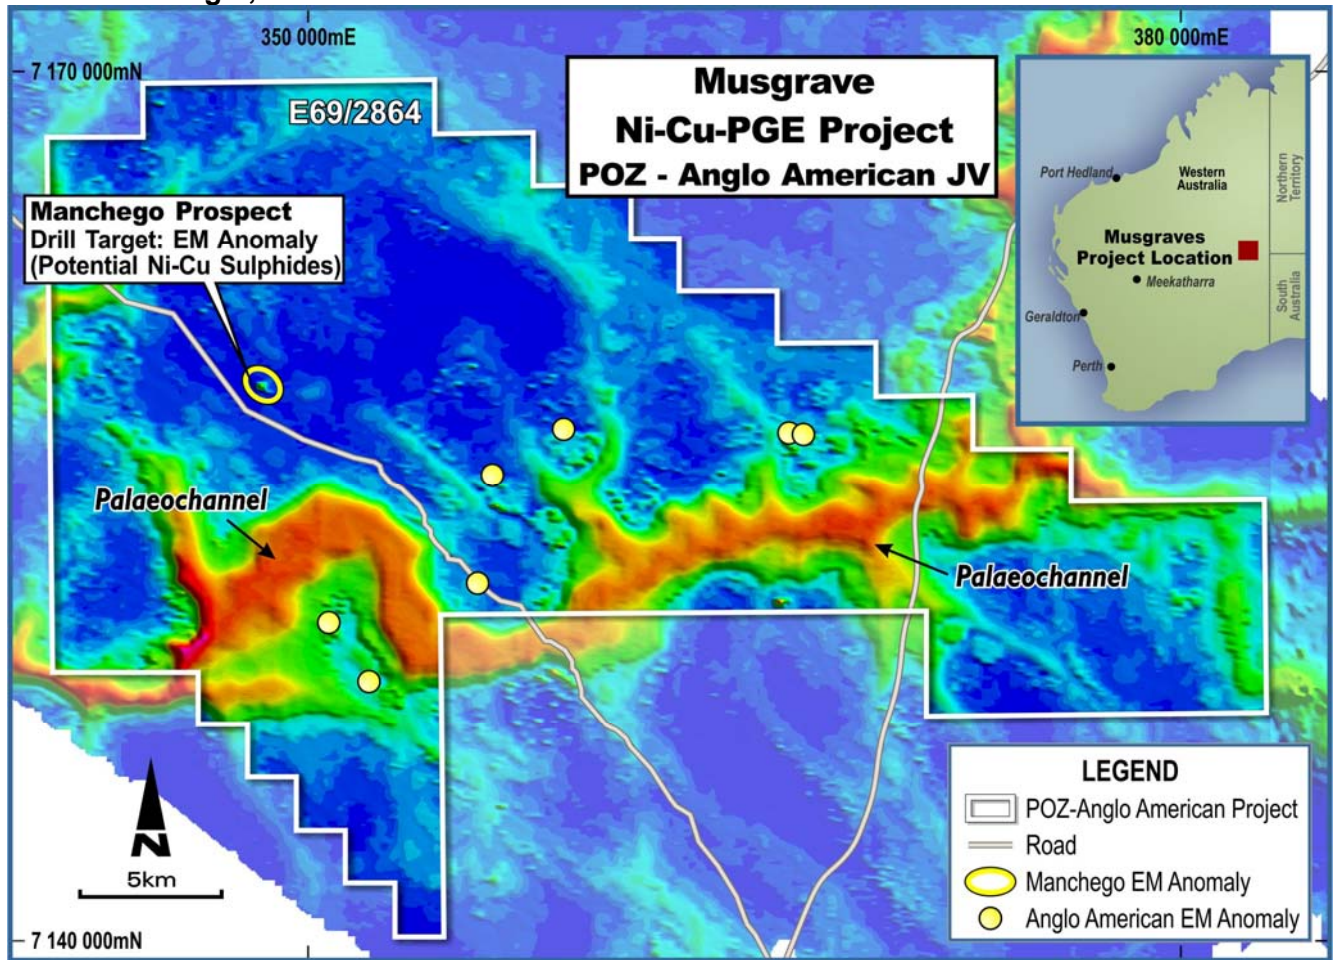 350 000mE
380 000mE
7 170 000mN
E69/2864
Musgrave
Ni-Cu-PGE Project
POZ - Anglo American JV
Port Hedland
Western
Australia
Northern
Territory
Musgraves
Project Location
Meekatharra
South
Australia
Geraldton
Perth
Manchego Prospect
Drill Target: EM Anomaly
(Potential Ni-Cu Sulphides)
Palaeochannel
Palaeochannel
N
5km
7 140 000mN
LEGEND
POZ-Anglo American Project
Road
Manchego EM Anomaly
Anglo American EM Anomaly